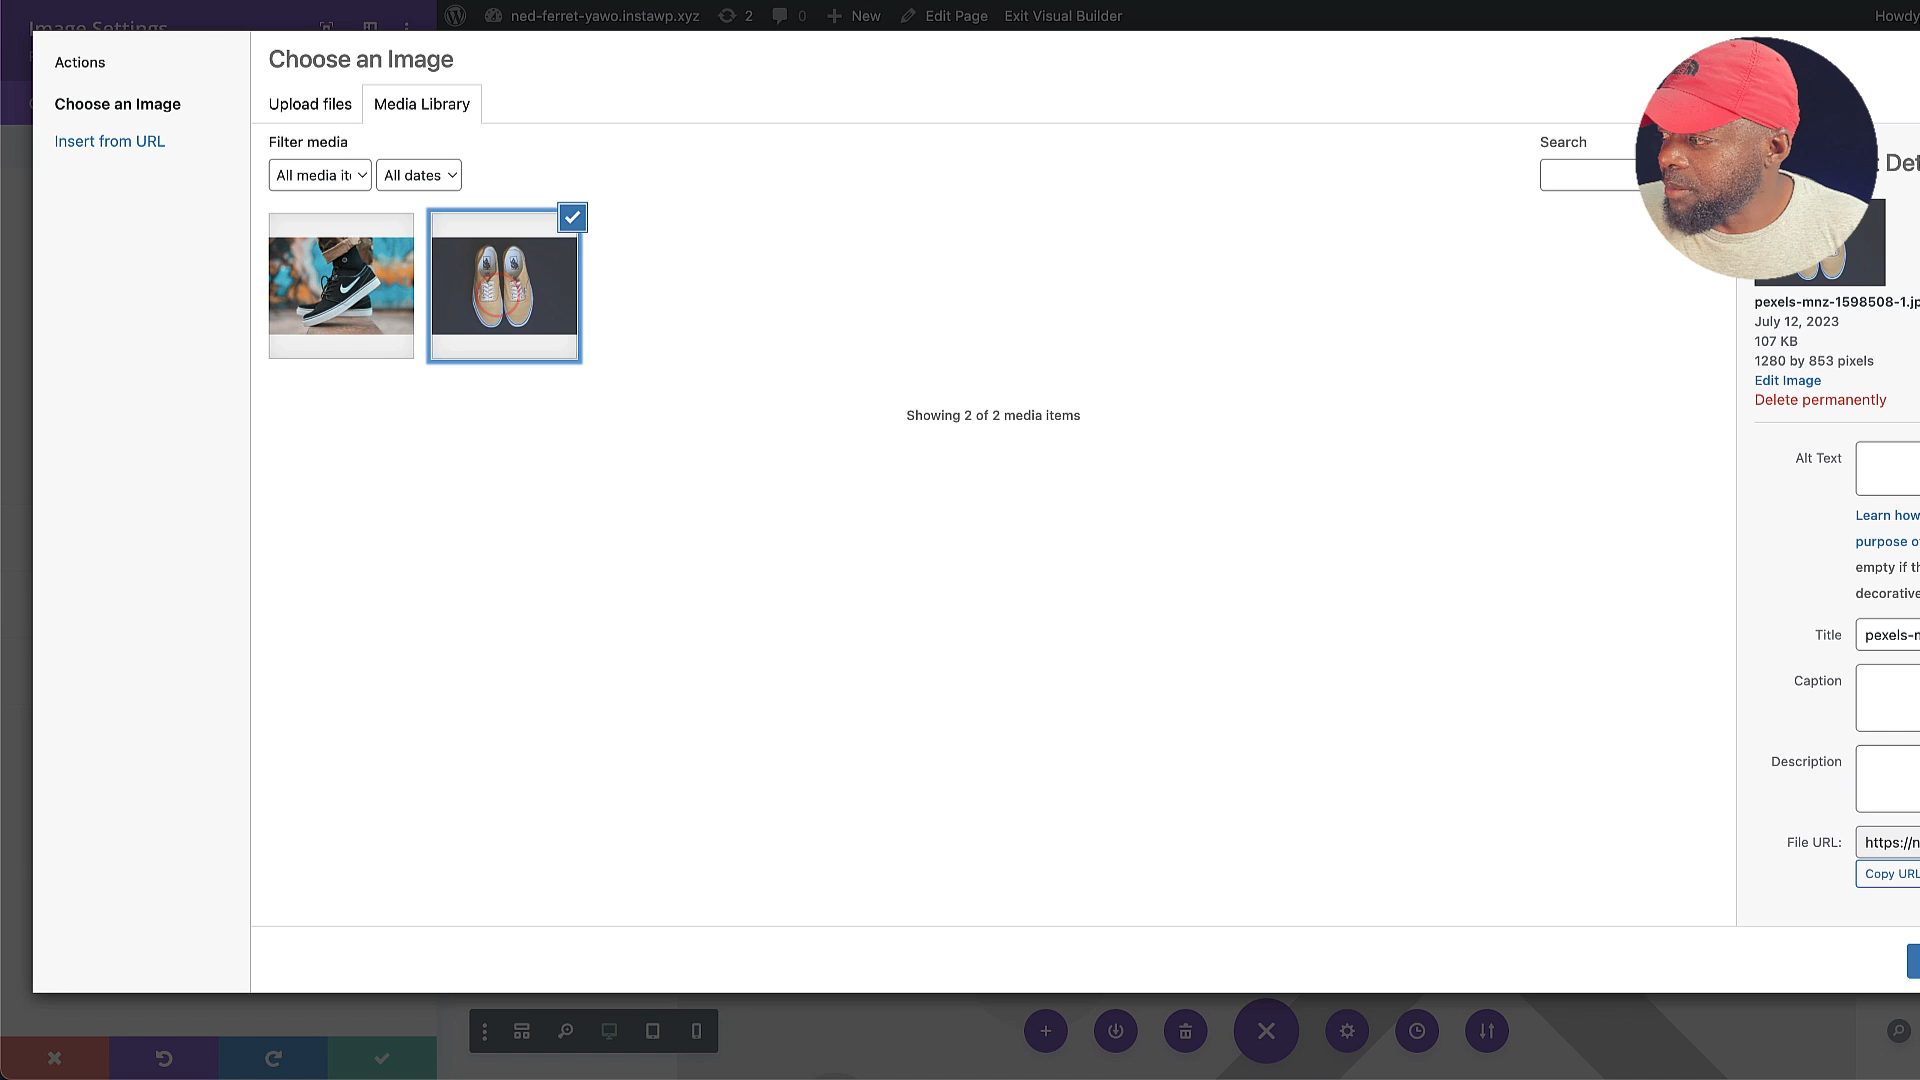 Image Settings
ned-ferret-yawo.instawp.xyz 2 0 New Edit Page Exit Visual Builder Howdy
Actions
Choose an Image
Insert from URL
Choose an Image
Upload files Media Library
Filter media
All media it All dates
Search
Showing 2 of 2 media items
Det
pexels-mnz-1598508-1.jp
July 12, 2023
107 KB
1280 by 853 pixels
Edit Image
Delete permanently
Alt Text
Learn how
purpose o
empty if th
decorative
Title pexels-n
Caption
Description
File URL: https://n
Copy URL